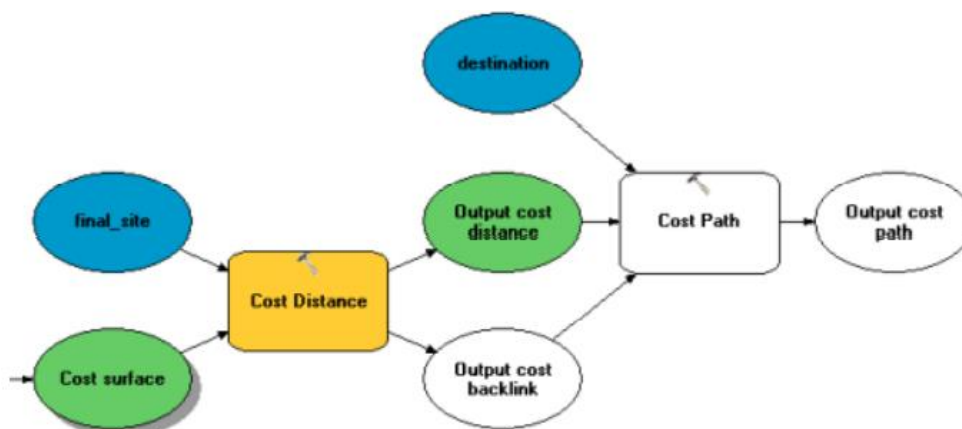 destination
final_site
Output cost
distance
Cost Path
Output cost
path
Cost Distance
Cost surface
Output cost
backlink